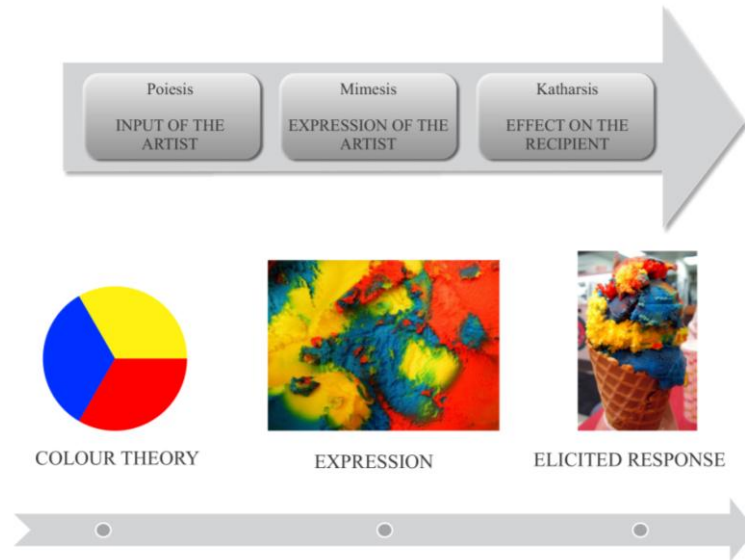 Poiesis
INPUT OF THE
ARTIST
Mimesis
EXPRESSION OF THE
ARTIST
Katharsis
EFFECT ON THE
RECIPIENT
COLOUR THEORY
EXPRESSION
ELICITED RESPONSE